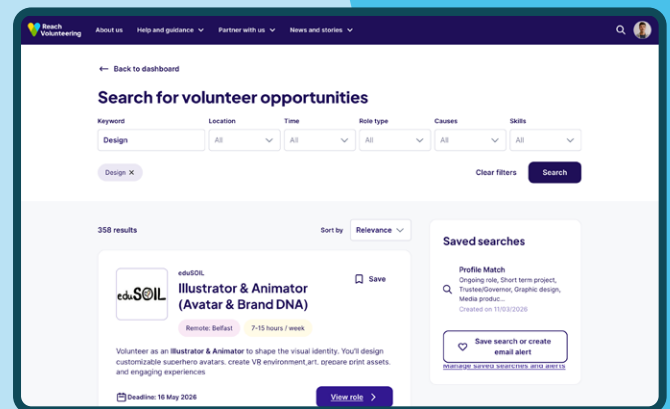 Reach
Volunteering
About us Help and guidance Partner with us News and stories
← Back to dashboard
Search for volunteer opportunities
Keyword Location Time Role type Causes Skills
Design All All All All All
Design X Clear filters Search
358 results Sort by Relevance
eduSOIL
eduSOIL
Illustrator & Animator
(Avatar & Brand DNA)
Save
Remote: Belfast 7-15 hours / week
Volunteer as an Illustrator & Animator to shape the visual identity. You'll design
customizable superhero avatars. create VR environment,art. prepare print assets.
and engaging experiences
Deadline: 16 May 2026 View role >
Saved searches
Profile Match
Ongoing role, Short term project,
Trustee/Governor, Graphic design,
Media produc...
Created on 11/03/2026
Save search or create
email alert
Manage saved searches and alerts